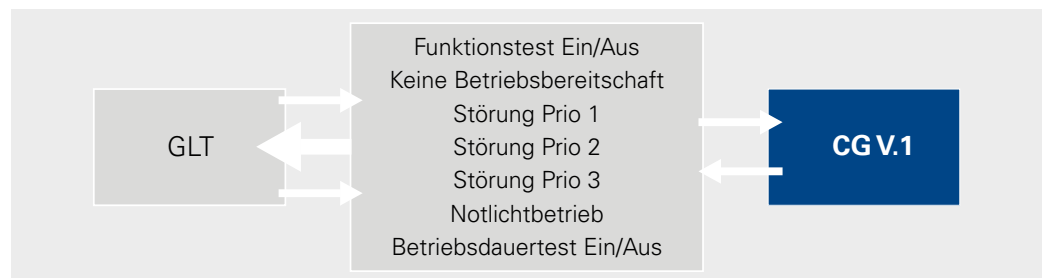 GLT
Funktionstest Ein/Aus
Keine Betriebsbereitschaft
Störung Prio 1
Störung Prio 2
Störung Prio 3
Notlichtbetrieb
Betriebsdauertest Ein/Aus
CG V.1